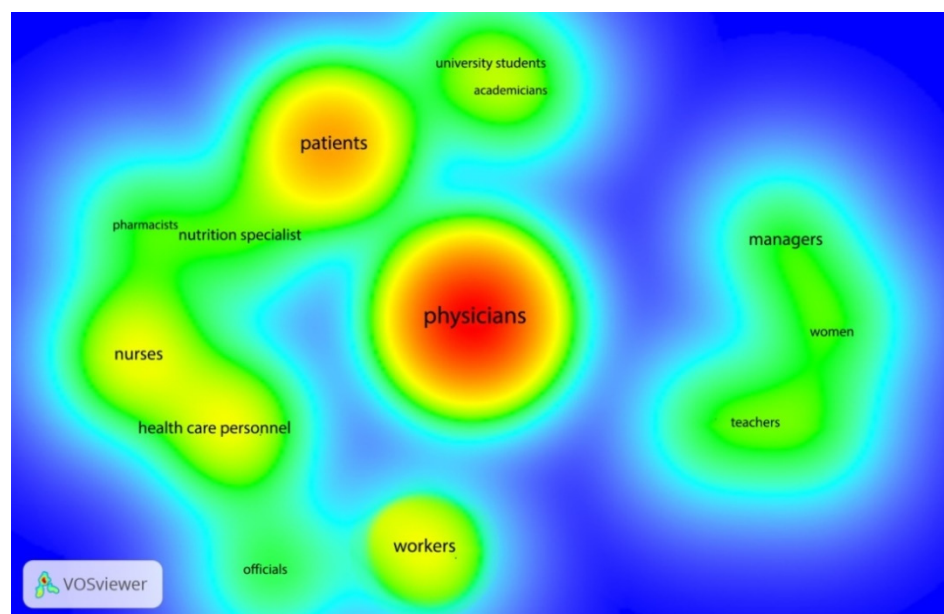 university students
academicians
patients
pharmacists
nutrition specialist
managers
physicians
women
nurses
health care personnel
teachers
workers
officials
VOSviewer